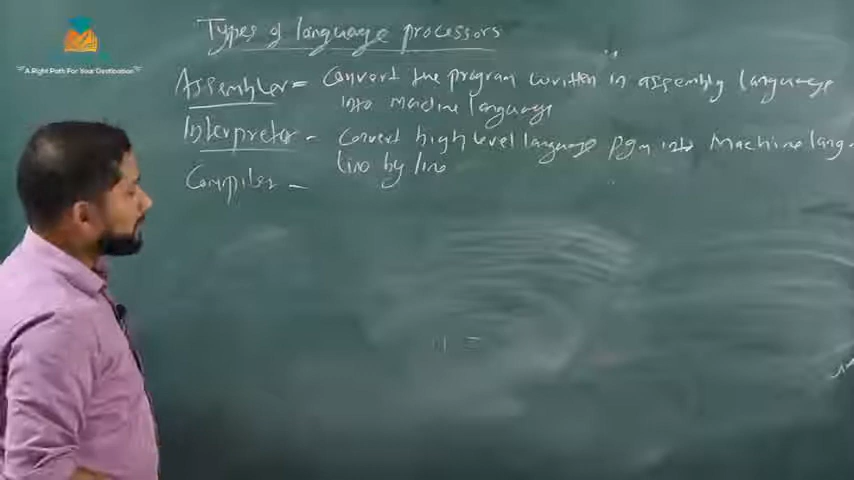 A Right Path For Your Destination
Types of language processors
Assembler = Convert the program written in assembly language
into machine language
Interpreter - Convert high level language pgm into Machine lang-
line by line
Compiler -